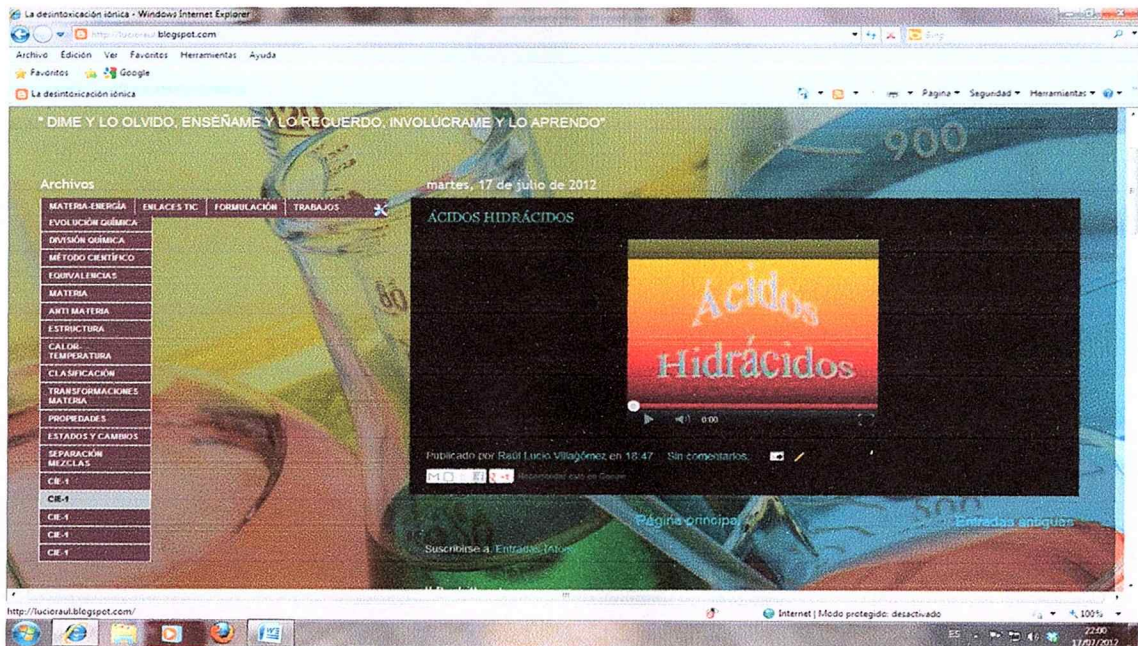 La desintoxicación iónica - Windows Internet Explorer
http://lucioraul.blogspot.com
Bing
Archivo Edición Ver Favoritos Herramientas Ayuda
Favoritos Google
La desintoxicación iónica
Página Seguridad Herramientas
" DIME Y LO OLVIDO, ENSÉÑAME Y LO RECUERDO, INVOLÚCRAME Y LO APRENDO"
900
Archivos
martes, 17 de julio de 2012
MATERIA-ENERGÍA ENLACES TIC FORMULACIÓN TRABAJOS
EVOLUCIÓN QUÍMICA
DIVISIÓN QUÍMICA
MÉTODO CIENTÍFICO
EQUIVALENCIAS
MATERIA
ANTI MATERIA
ESTRUCTURA
CALOR-
TEMPERATURA
CLASIFICACIÓN
TRANSFORMACIONES
MATERIA
PROPIEDADES
ESTADOS Y CAMBIOS
SEPARACIÓN
MEZCLAS
CIE-1
CIE-1
CIE-1
CIE-1
CIE-1
ÁCIDOS HIDRÁCIDOS
Ácidos
Hidrácidos
0:00
Publicado por Raúl Lucio Villagómez en 18:47 Sin comentarios:
Recomendar esto en Google
Página principal
Entradas antiguas
Suscribirse a: Entradas (Atom)
http://lucioraul.blogspot.com/
Internet | Modo protegido: desactivado
100%
ES
22:00
17/07/2012